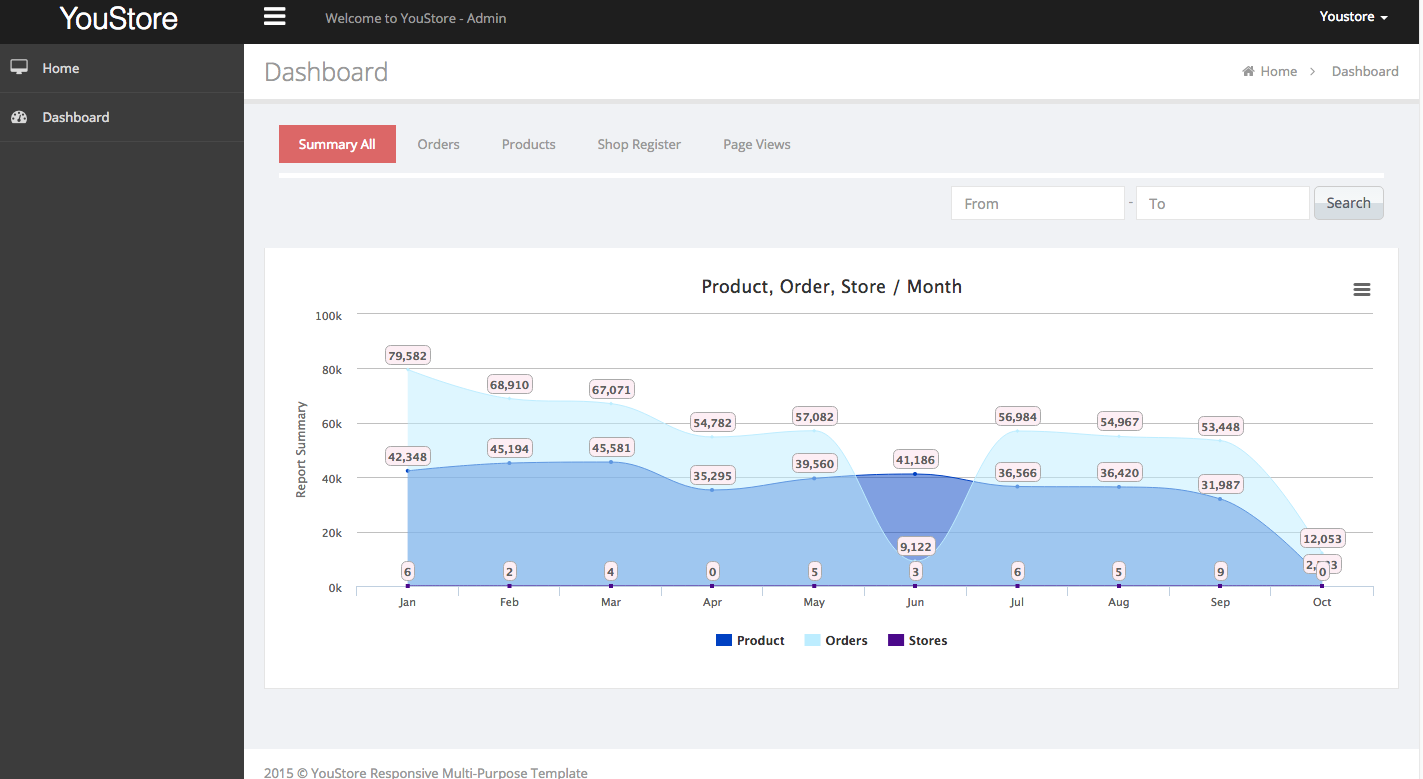 YouStore
Welcome to YouStore - Admin
Youstore
Home
Dashboard
Dashboard
Home
Dashboard
Summary All
Orders
Products
Shop Register
Page Views
From
-
To
Search
Product, Order, Store / Month
Report Summary
100k
80k
60k
40k
20k
0k
79,582
68,910
67,071
54,782
57,082
9,122
56,984
54,967
53,448
12,053
42,348
45,194
45,581
35,295
39,560
41,186
36,566
36,420
31,987
6
2
4
0
5
3
6
5
9
0
Jan
Feb
Mar
Apr
May
Jun
Jul
Aug
Sep
Oct
Product
Orders
Stores
2015 © YouStore Responsive Multi-Purpose Template